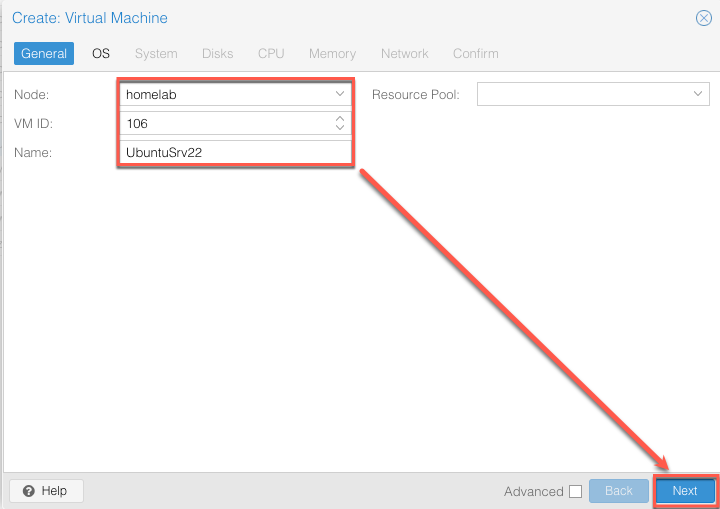 Create: Virtual Machine
General OS System Disks CPU Memory Network Confirm
Node: homelab Resource Pool:
VM ID: 106
Name: UbuntuSrv22
Help Advanced Back Next